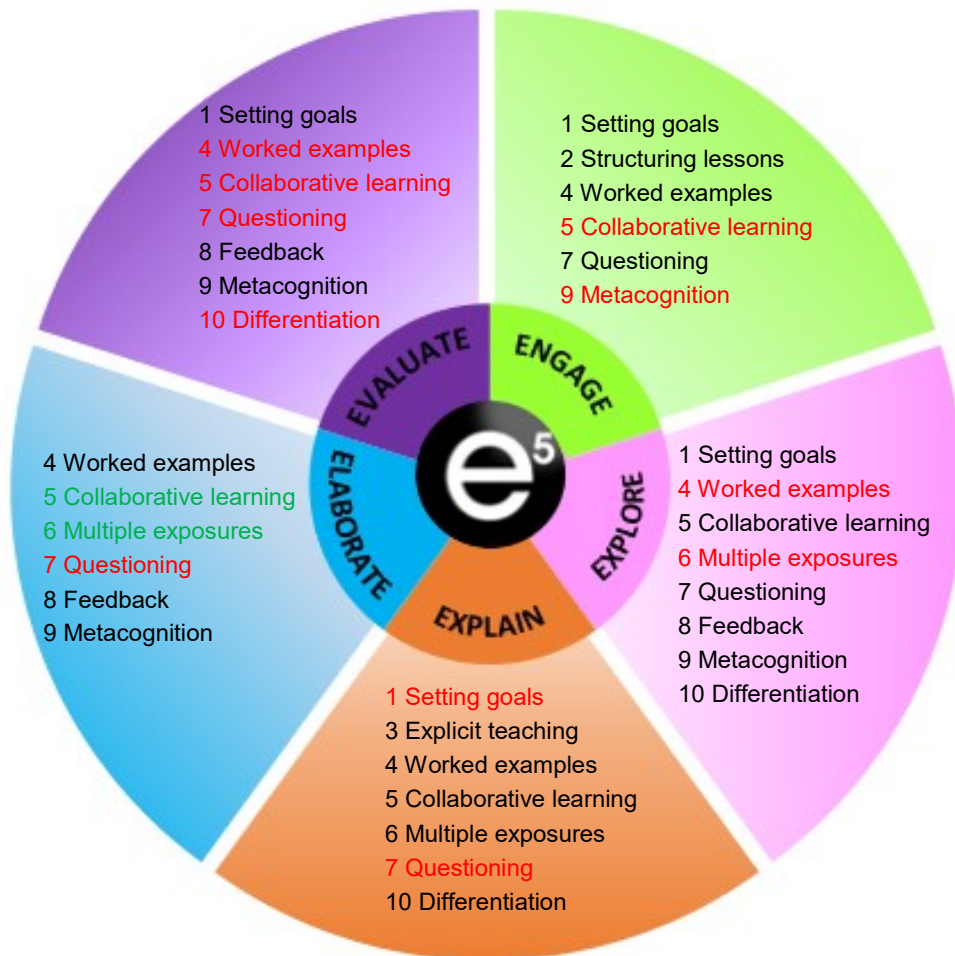 1 Setting goals
4 Worked examples
5 Collaborative learning
7 Questioning
8 Feedback
9 Metacognition
10 Differentiation
1 Setting goals
2 Structuring lessons
4 Worked examples
5 Collaborative learning
7 Questioning
9 Metacognition
EVALUATE
ENGAGE
e5
ELABORATE
EXPLORE
EXPLAIN
4 Worked examples
5 Collaborative learning
6 Multiple exposures
7 Questioning
8 Feedback
9 Metacognition
1 Setting goals
4 Worked examples
5 Collaborative learning
6 Multiple exposures
7 Questioning
8 Feedback
9 Metacognition
10 Differentiation
1 Setting goals
3 Explicit teaching
4 Worked examples
5 Collaborative learning
6 Multiple exposures
7 Questioning
10 Differentiation